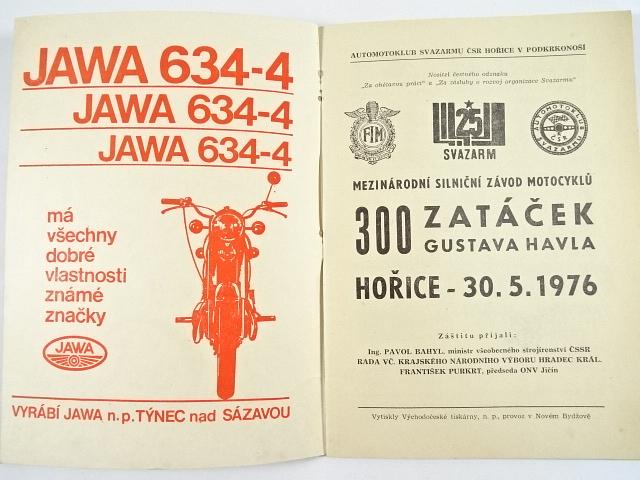 JAWA 634-4
JAWA 634-4
JAWA 634-4
má
všechny
dobré
vlastnosti
známé
značky
JAWA
VYRÁBÍ JAWA n.p. TÝNEC nad SÁZAVOU
AUTOMOTOKLUB SVAZARMU ČSR HOŘICE V PODKRKONOŠÍ
Nositel čestného odznaku
„Za obětavou práci" a „Za zásluhy o rozvoj organizace Svazarmu"
FIM
25
SVAZARM
AUTOMOTOKLUB
ČSR
SVAZARMU
MEZINÁRODNÍ SILNIČNÍ ZÁVOD MOTOCYKLŮ
300 ZATÁČEK
GUSTAVA HAVLA
HOŘICE - 30.5.1976
Záštitu přijali:
Ing. PAVOL BAHYL, ministr všeobecného strojírenství ČSSR
RADA VČ. KRAJSKÉHO NÁRODNÍHO VÝBORU HRADEC KRÁL.
FRANTIŠEK PURKRT, předseda ONV Jičín
Vytiskly Východočeské tiskárny, n. p., provoz v Novém Bydžově